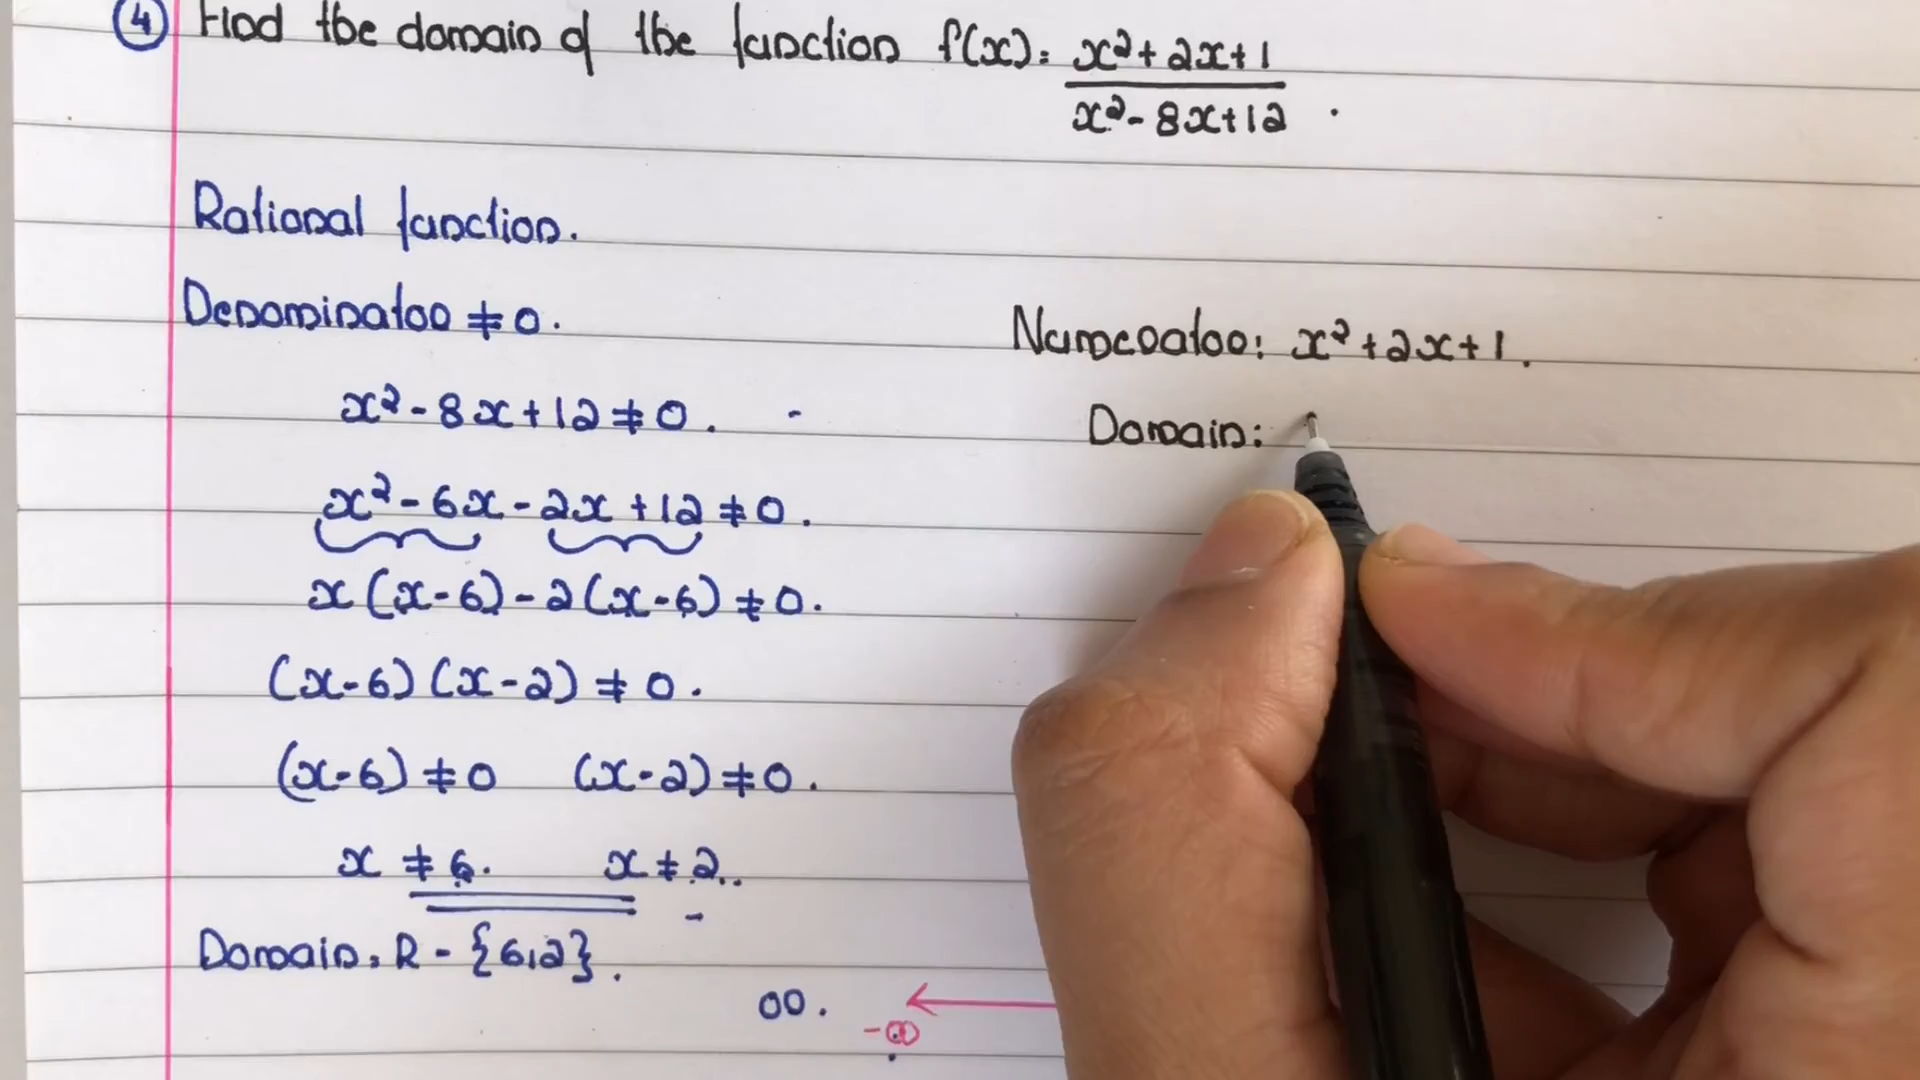 ④ Find the domain of the function f(x) = \frac{x²+2x+1}{x²-8x+12} .
Rational function.
Denominator ≠ 0.
x² - 8x + 12 ≠ 0.
x² - 6x - 2x + 12 ≠ 0.
x(x-6) - 2(x-6) ≠ 0.
(x-6)(x-2) ≠ 0.
(x-6) ≠ 0 (x-2) ≠ 0.
x ≠ 6. x ≠ 2.
Domain = R - {6,2}.
or.
-∞
Numerator: x² + 2x + 1.
Domain: